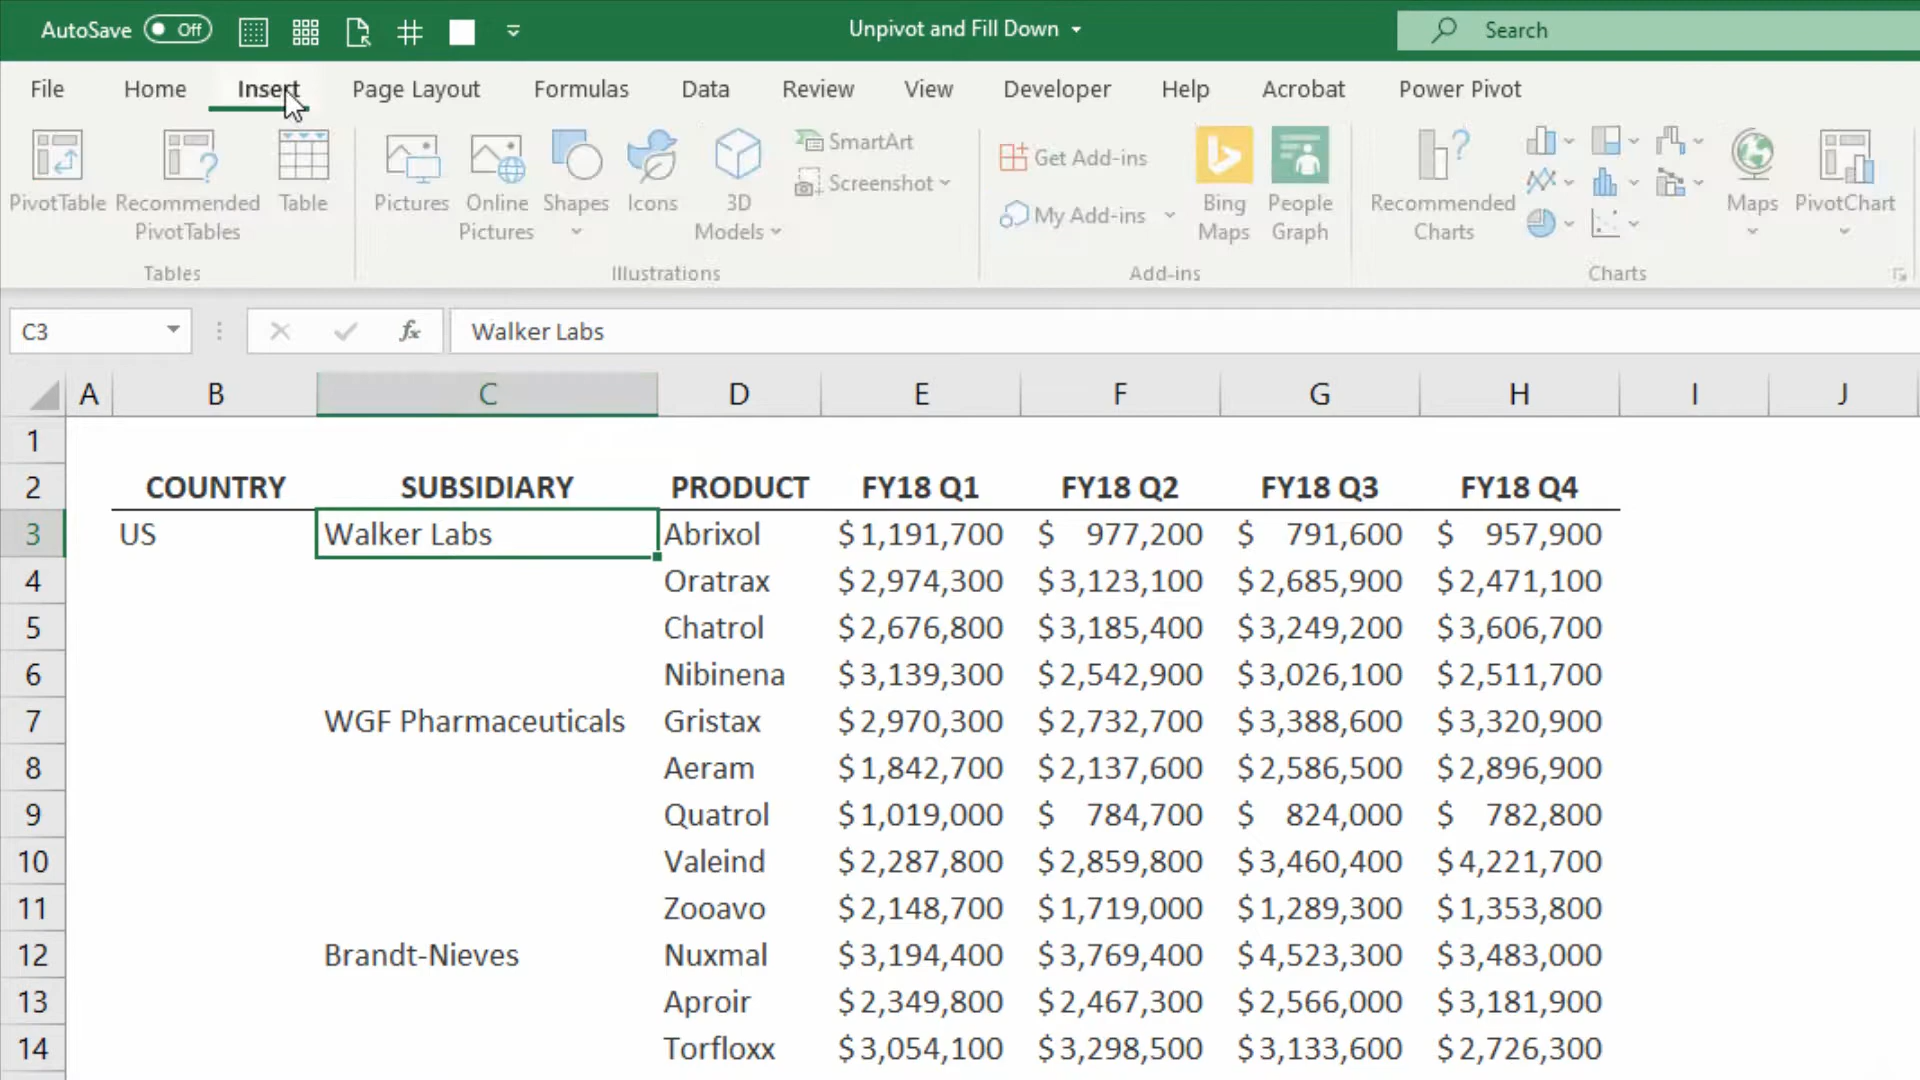 AutoSave Off Unpivot and Fill Down Search
File Home Insert Page Layout Formulas Data Review View Developer Help Acrobat Power Pivot
PivotTable
Recommended
PivotTables
Table
Tables
Pictures
Online
Pictures
Shapes
Icons
3D
Models
SmartArt
Screenshot
Illustrations
Get Add-ins
My Add-ins
Bing
Maps
People
Graph
Add-ins
Recommended
Charts
Maps
PivotChart
Charts
C3 fx Walker Labs
A B C D E F G H I J
1
2 COUNTRY SUBSIDIARY PRODUCT FY18 Q1 FY18 Q2 FY18 Q3 FY18 Q4
3 US Walker Labs Abrixol $1,191,700 $ 977,200 $ 791,600 $ 957,900
4 Oratrax $2,974,300 $3,123,100 $2,685,900 $2,471,100
5 Chatrol $2,676,800 $3,185,400 $3,249,200 $3,606,700
6 Nibinena $3,139,300 $2,542,900 $3,026,100 $2,511,700
7 WGF Pharmaceuticals Gristax $2,970,300 $2,732,700 $3,388,600 $3,320,900
8 Aeram $1,842,700 $2,137,600 $2,586,500 $2,896,900
9 Quatrol $1,019,000 $ 784,700 $ 824,000 $ 782,800
10 Valeind $2,287,800 $2,859,800 $3,460,400 $4,221,700
11 Zooavo $2,148,700 $1,719,000 $1,289,300 $1,353,800
12 Brandt-Nieves Nuxmal $3,194,400 $3,769,400 $4,523,300 $3,483,000
13 Aproir $2,349,800 $2,467,300 $2,566,000 $3,181,900
14 Torfloxx $3,054,100 $3,298,500 $3,133,600 $2,726,300